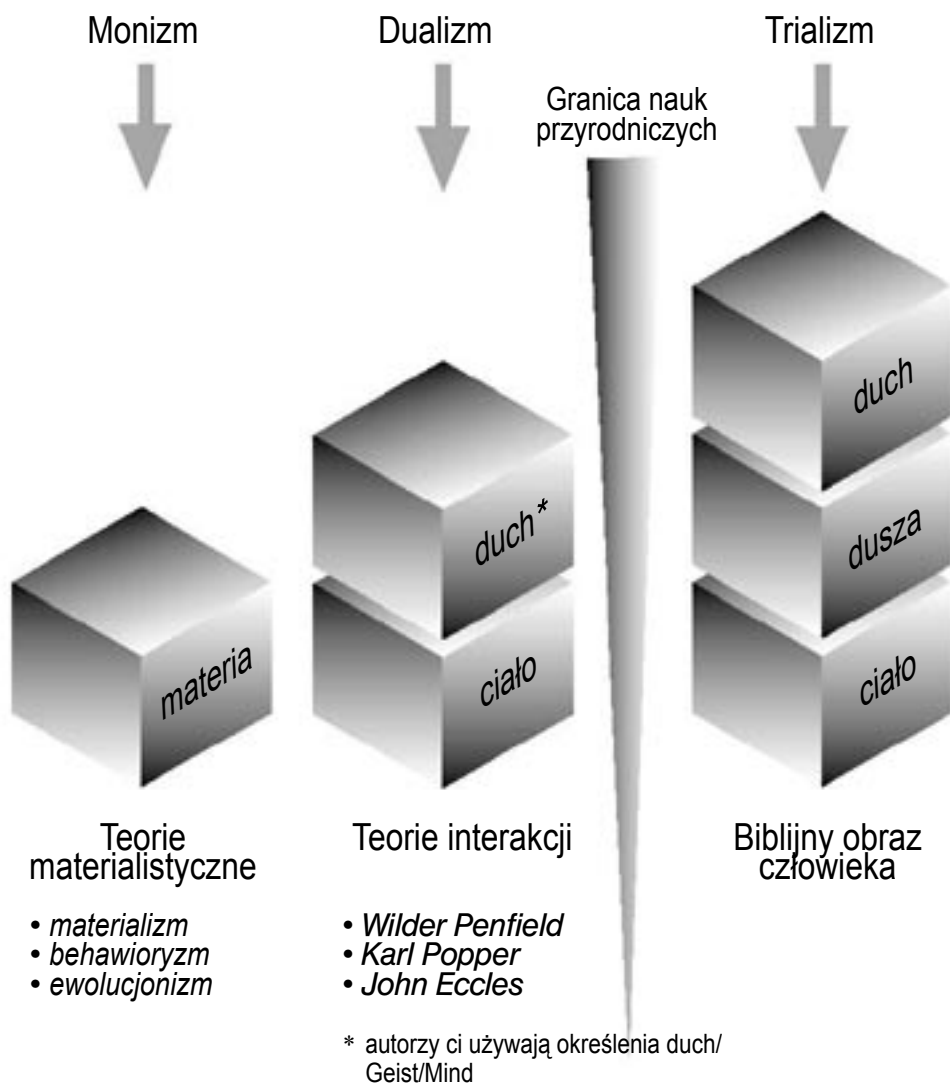 Monizm
Dualizm
Trializm
Granica nauk
przyrodniczych
materia
duch*
ciało
duch
dusza
ciało
Teorie
materialistyczne
• materializm
• behawioryzm
• ewolucjonizm
Teorie interakcji
• Wilder Penfield
• Karl Popper
• John Eccles
* autorzy ci używają określenia duch/
Geist/Mind
Biblijny obraz
człowieka